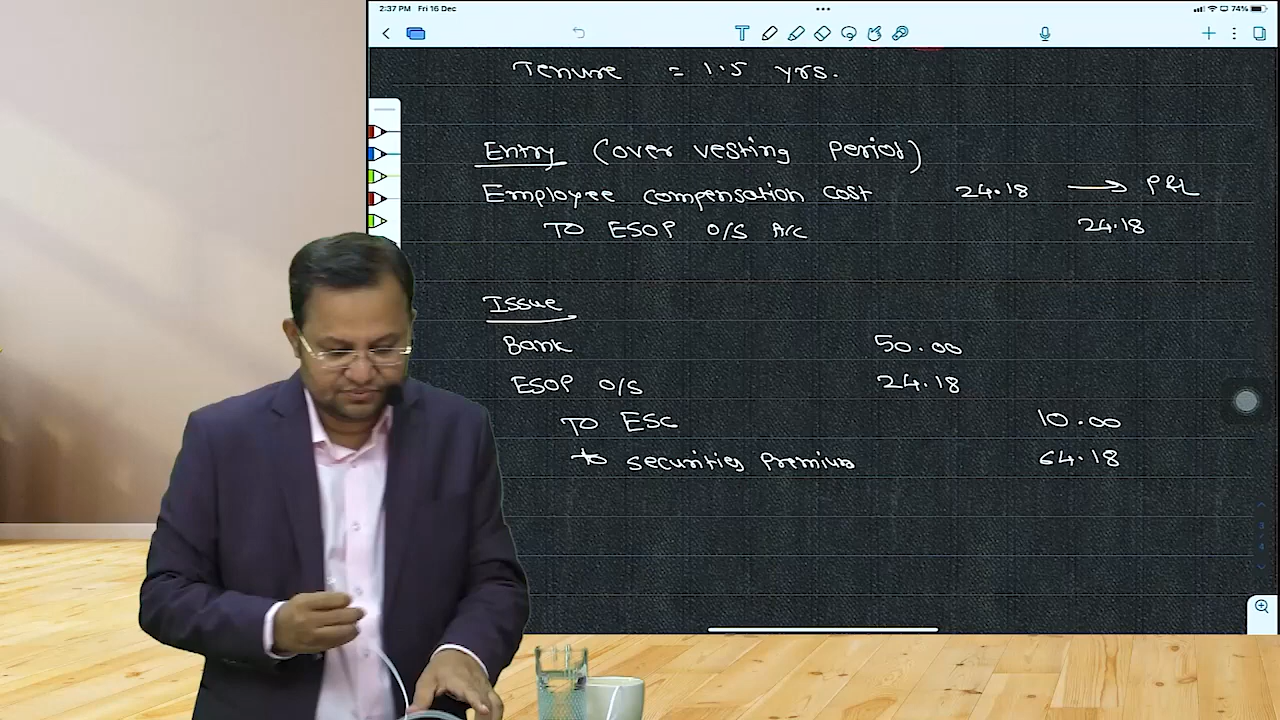 2:37 PM Fri 16 Dec
74%
Tenure = 1.5 yrs.
Entry (over vesting Period)
Employee compensation cost 24.18 → P&L
TO ESOP O/S A/C 24.18
Issue
Bank 50.00
ESOP O/S 24.18
TO ESC 10.00
to securities Premium 64.18
3
4